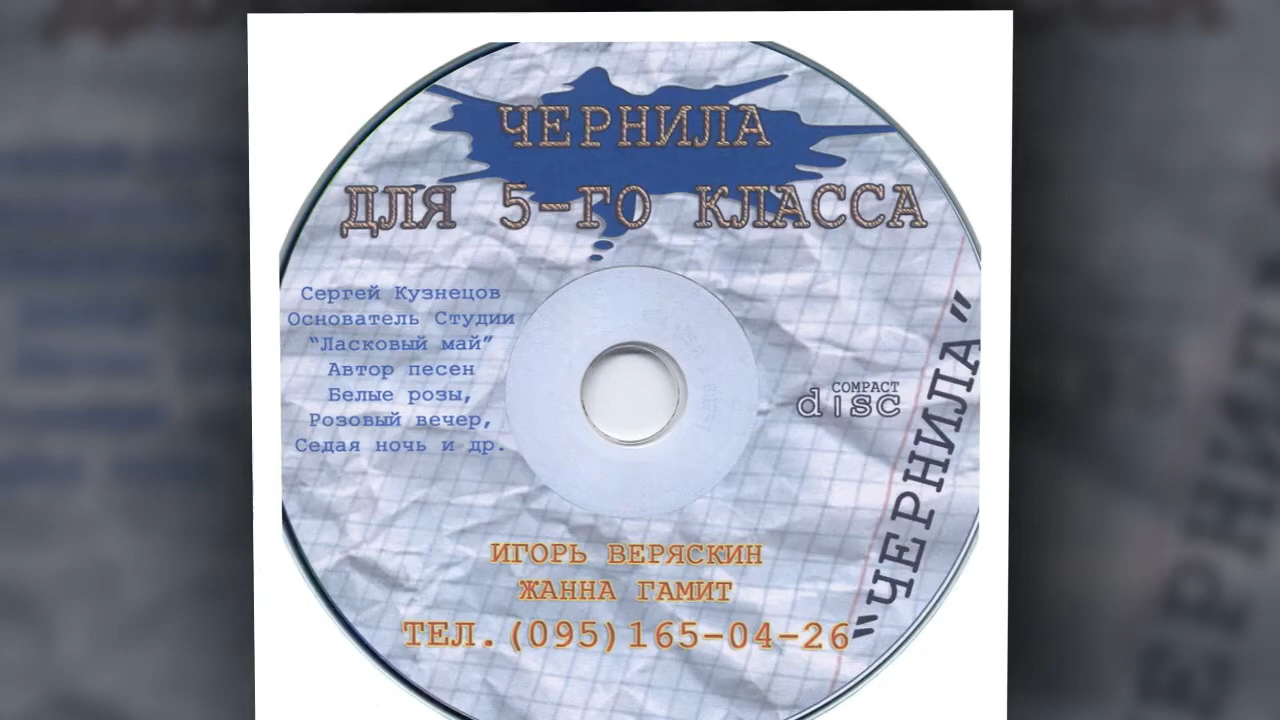 ЧЕРНИЛА
ДЛЯ 5-ГО КЛАССА
Сергей Кузнецов
Основатель Студии
“Ласковый май”
Автор песен
Белые розы,
Розовый вечер,
Седая ночь и др.
COMPACT
disc
"ЧЕРНИЛА"
ИГОРЬ ВЕРЯСКИН
ЖАННА ГАМИТ
ТЕЛ.(095)165-04-26